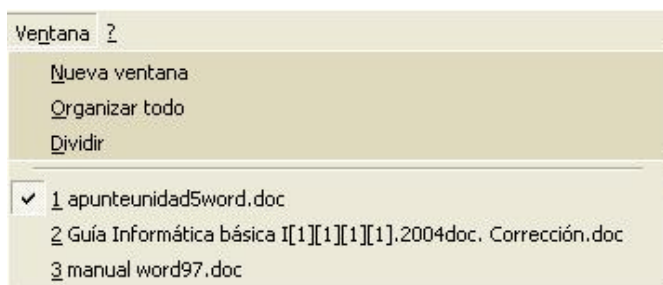 Ventana ?
Nueva ventana
Organizar todo
Dividir
1 apunteunidad5word.doc
2 Guía Informática básica I[1][1][1][1].2004doc. Corrección.doc
3 manual word97.doc